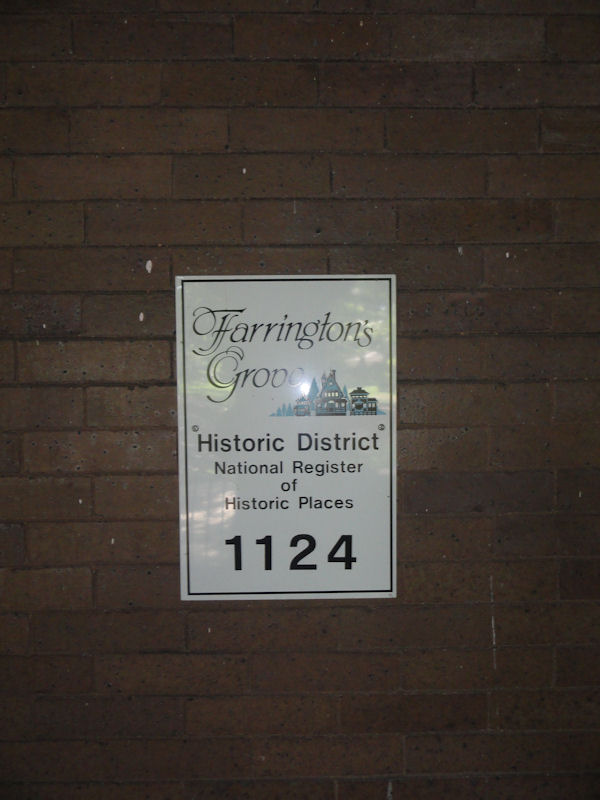 Farrington's
Grove
Historic District
National Register
of
Historic Places
1124